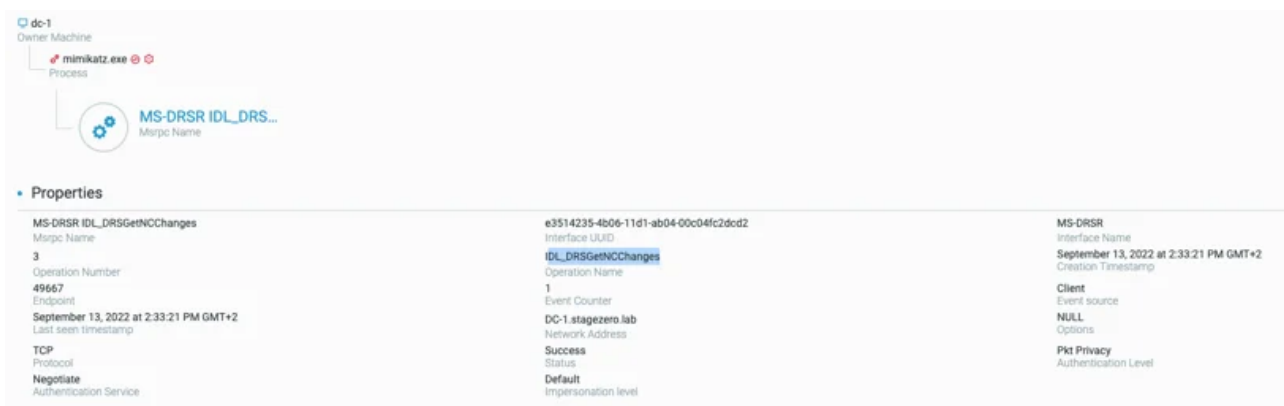 dc-1
Owner Machine
mimikatz.exe
Process
MS-DRSR IDL_DRS...
Msrpc Name
Properties
MS-DRSR IDL_DRSGetNCChanges e3514235-4b06-11d1-ab04-00c04fc2dcd2 MS-DRSR
Msrpc Name Interface UUID Interface Name
3 IDL_DRSGetNCChanges September 13, 2022 at 2:33:21 PM GMT+2
Operation Number Operation Name Creation Timestamp
49667 1 Client
Endpoint Event Counter Event source
September 13, 2022 at 2:33:21 PM GMT+2 DC-1.stagezero.lab NULL
Last seen timestamp Network Address Options
TCP Success Pkt Privacy
Protocol Status Authentication Level
Negotiate Default
Authentication Service Impersonation level